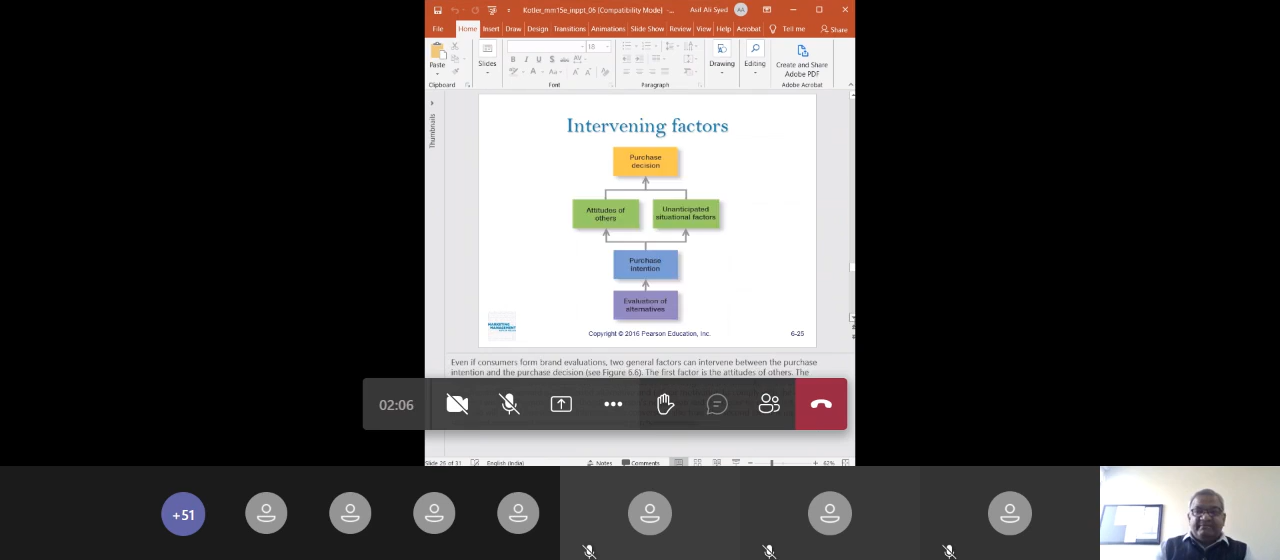 Kotler_mm15e_inppt_06 [Compatibility Mode] - ...
Asif Ali Syed
AA
File Home Insert Draw Design Transitions Animations Slide Show Review View Help Acrobat Tell me Share
18
Paste
Slides
Drawing
Editing
Create and Share
Adobe PDF
Clipboard
Font
Paragraph
Adobe Acrobat
Thumbnails
Intervening factors
Purchase
decision
Attitudes of
others
Unanticipated
situational factors
Purchase
intention
Evaluation of
alternatives
MARKETING
MANAGEMENT
Copyright © 2016 Pearson Education, Inc.
6-25
Even if consumers form brand evaluations, two general factors can intervene between the purchase
intention and the purchase decision (see Figure 6.6). The first factor is the attitudes of others. The
02:06
English (India)
Notes
Comments
62%
+51